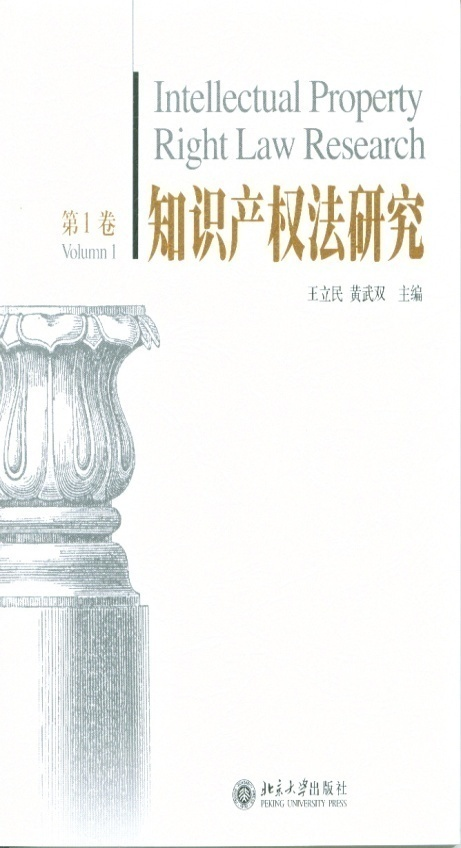 Intellectual Property
Right Law Research
第1卷
Volumn 1
知识产权法研究
王立民 黄武双 主编
北京大学出版社
PEKING UNIVERSITY PRESS